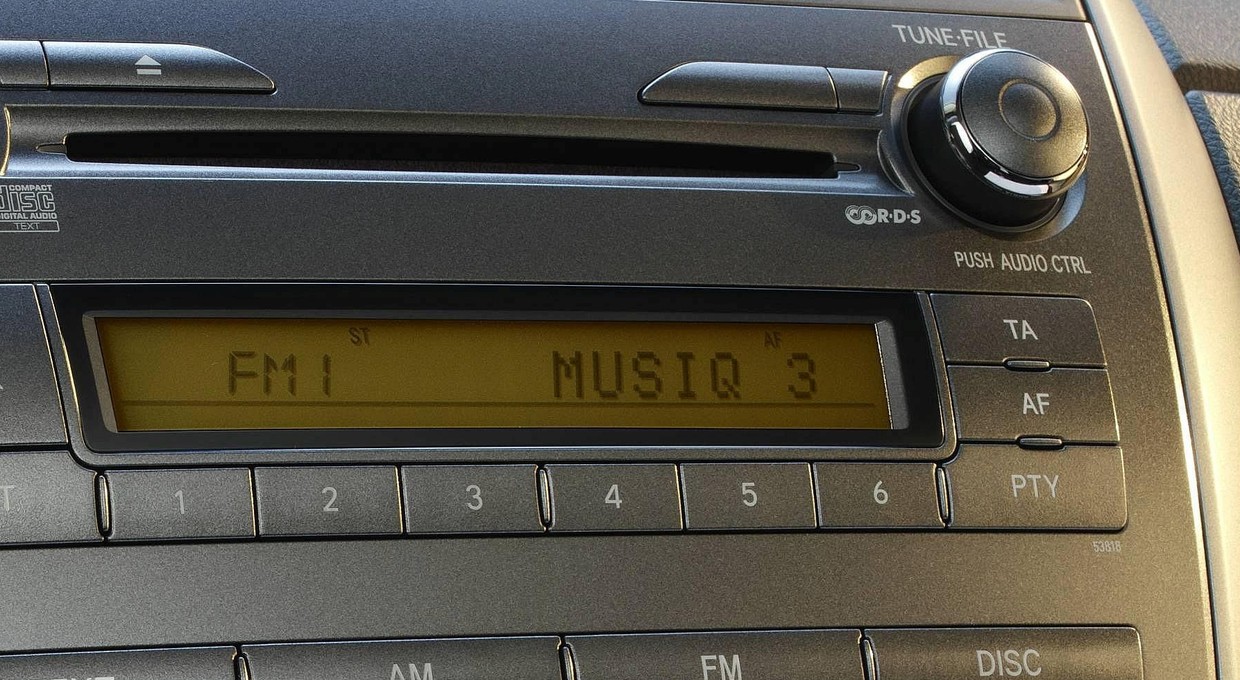 TUNE·FILE
COMPACT
DISC
DIGITAL AUDIO
TEXT
R·D·S
PUSH AUDIO CTRL
ST AF
FM1 MUSIQ 3
TA
AF
PTY
1 2 3 4 5 6
53818
AM FM DISC